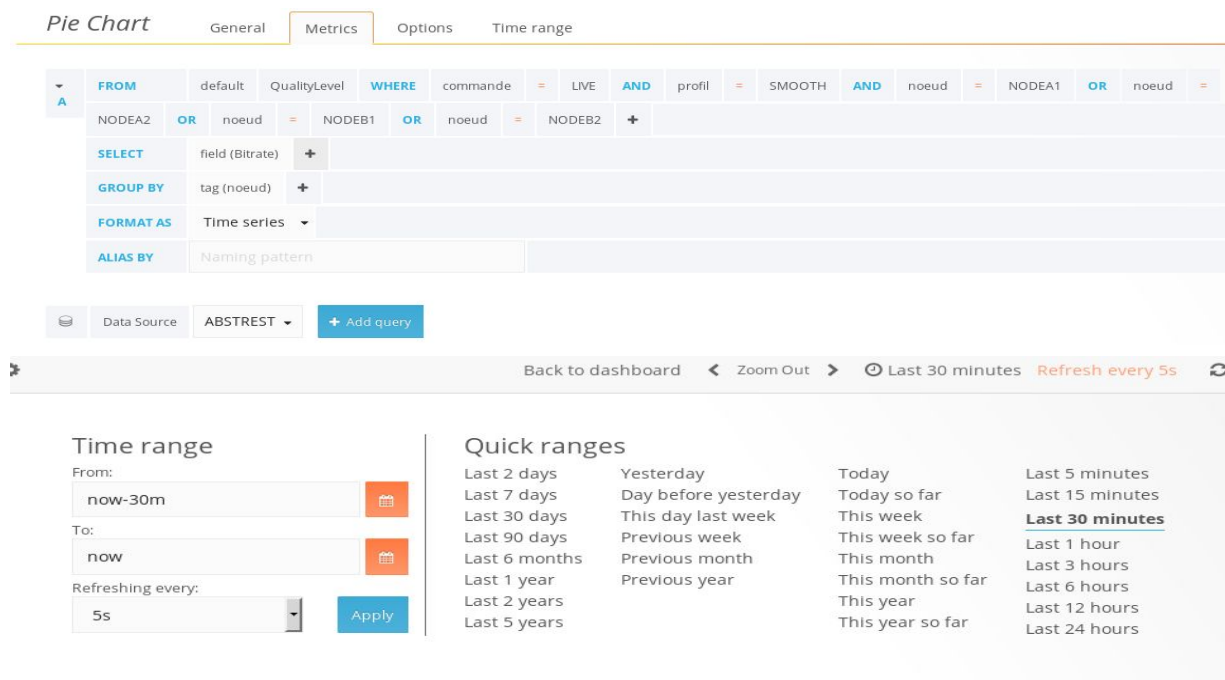 Pie Chart General Metrics Options Time range
A FROM default QualityLevel WHERE commande = LIVE AND profil = SMOOTH AND noeud = NODEA1 OR noeud =
NODEA2 OR noeud = NODEB1 OR noeud = NODEB2 +
SELECT field (Bitrate) +
GROUP BY tag (noeud) +
FORMAT AS Time series
ALIAS BY Naming pattern
Data Source ABSTREST + Add query
Back to dashboard < Zoom Out > Last 30 minutes Refresh every 5s
Time range
From:
now-30m
To:
now
Refreshing every:
5s Apply
Quick ranges
Last 2 days Yesterday Today Last 5 minutes
Last 7 days Day before yesterday Today so far Last 15 minutes
Last 30 days This day last week This week Last 30 minutes
Last 90 days Previous week This week so far Last 1 hour
Last 6 months Previous month This month Last 3 hours
Last 1 year Previous year This month so far Last 6 hours
Last 2 years This year Last 12 hours
Last 5 years This year so far Last 24 hours